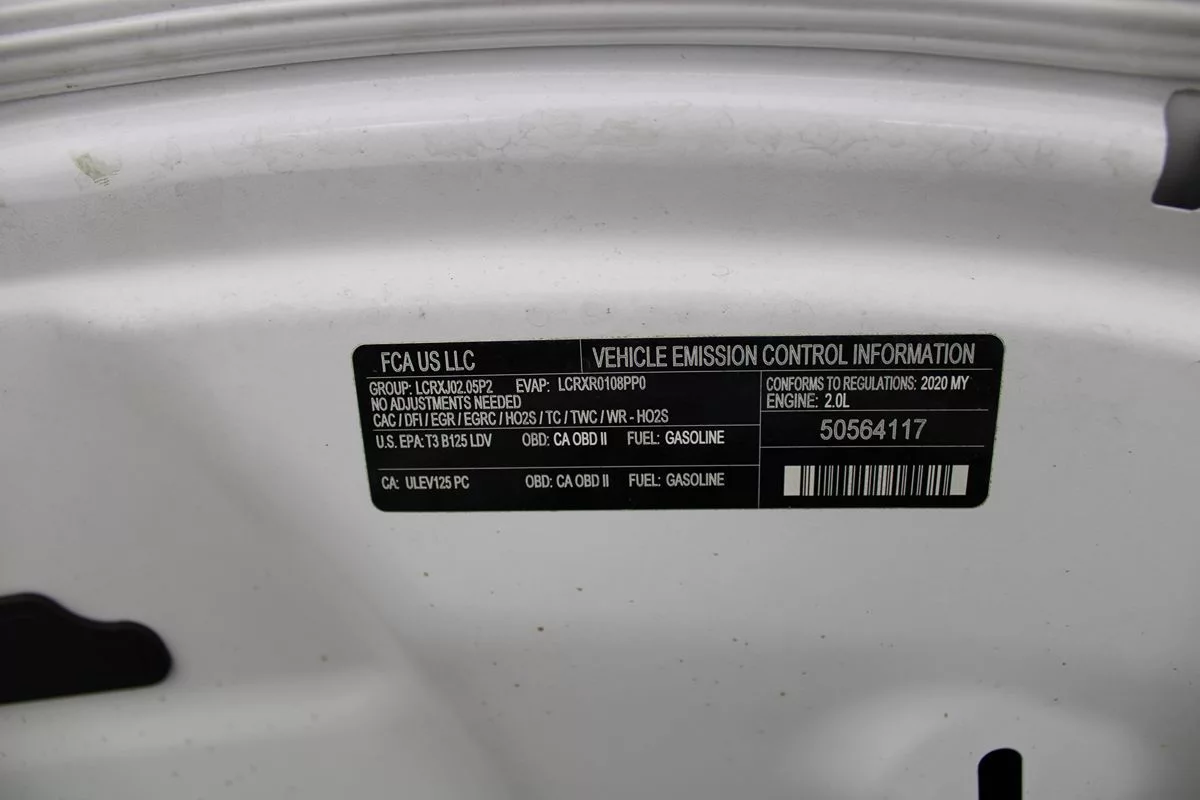 FCA US LLC
VEHICLE EMISSION CONTROL INFORMATION
GROUP: LCRXJ02.05P2 EVAP: LCRXR0108PP0
NO ADJUSTMENTS NEEDED
CAC / DFI / EGR / EGRC / HO2S / TC / TWC / WR - HO2S
U.S. EPA: T3 B125 LDV OBD: CA OBD II FUEL: GASOLINE
CA: ULEV125 PC OBD: CA OBD II FUEL: GASOLINE
CONFORMS TO REGULATIONS: 2020 MY
ENGINE: 2.0L
50564117